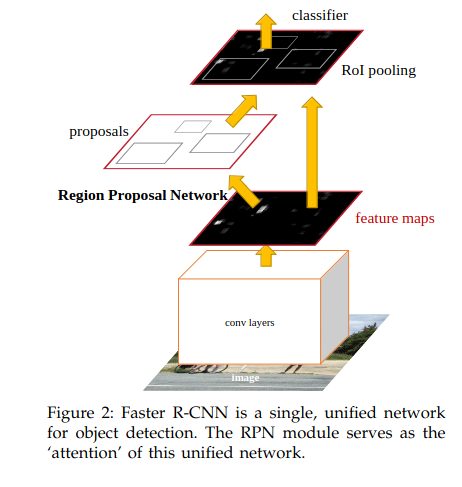 classifier
RoI pooling
proposals
Region Proposal Network
feature maps
conv layers
image
Figure 2: Faster R-CNN is a single, unified network
for object detection. The RPN module serves as the
‘attention’ of this unified network.